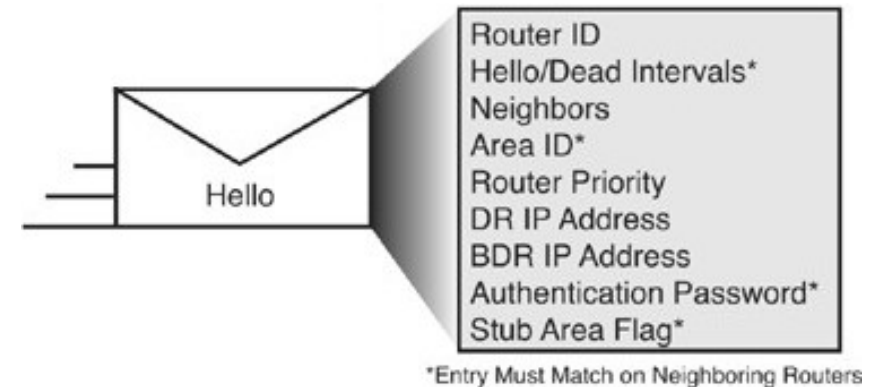 Hello
Router ID
Hello/Dead Intervals*
Neighbors
Area ID*
Router Priority
DR IP Address
BDR IP Address
Authentication Password*
Stub Area Flag*
*Entry Must Match on Neighboring Routers